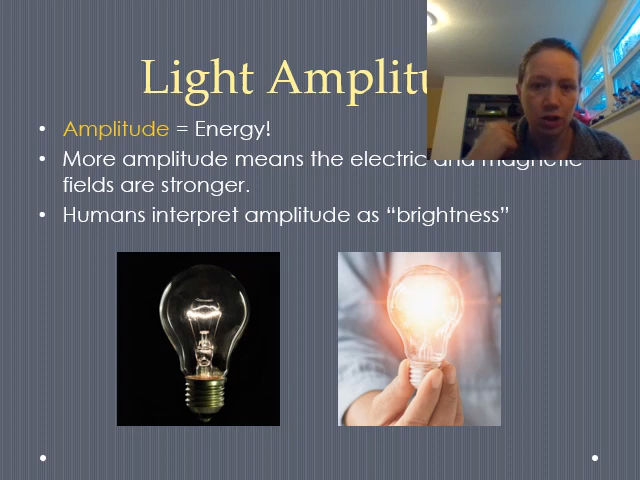 Light Amplitu
• Amplitude = Energy!
• More amplitude means the electric and magnetic
fields are stronger.
• Humans interpret amplitude as “brightness”